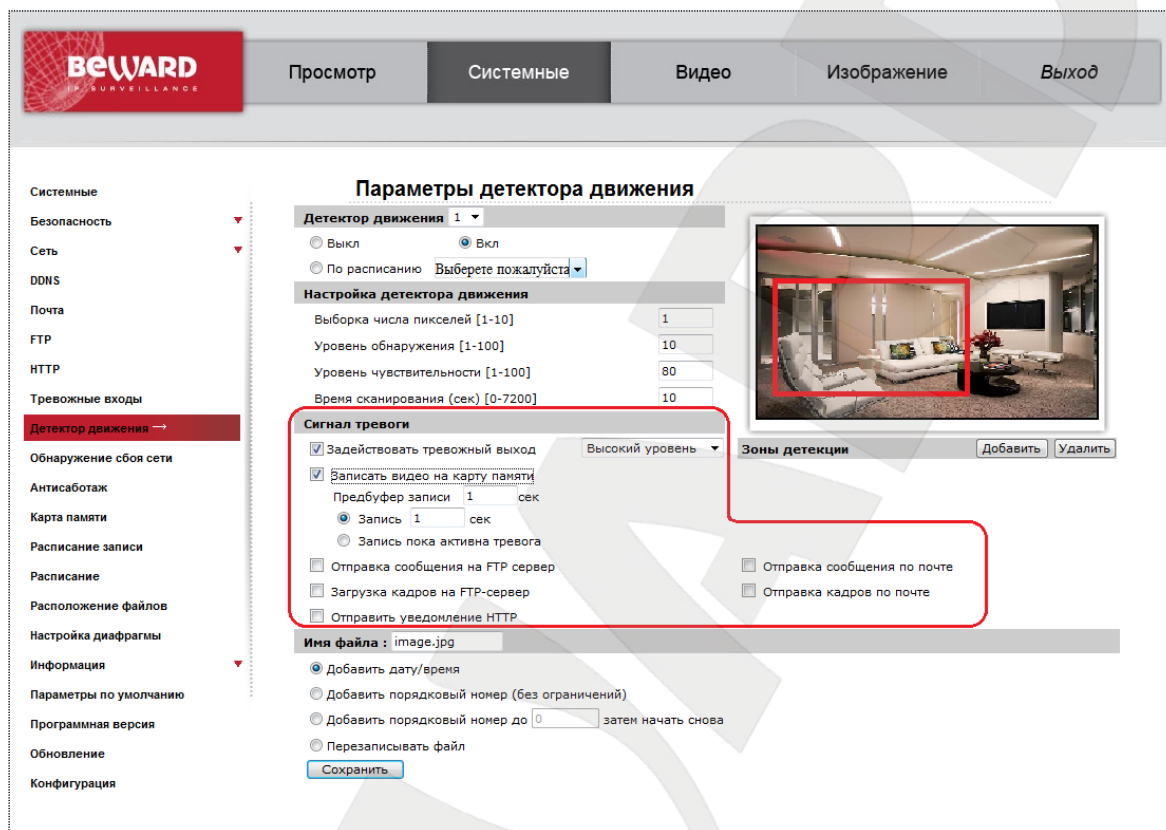 BEWARD
IP SURVEILLANCE
Просмотр
Системные
Видео
Изображение
Выход
Системные
Безопасность
Сеть
DDNS
Почта
FTP
HTTP
Тревожные входы
Детектор движения →
Обнаружение сбоя сети
Антисаботаж
Карта памяти
Расписание записи
Расписание
Расположение файлов
Настройка диафрагмы
Информация
Параметры по умолчанию
Программная версия
Обновление
Конфигурация
Параметры детектора движения
Детектор движения 1
Выкл Вкл
По расписанию Выберете пожалуйста
Настройка детектора движения
Выборка числа пикселей [1-10] 1
Уровень обнаружения [1-100] 10
Уровень чувствительности [1-100] 80
Время сканирования (сек) [0-7200] 10
Сигнал тревоги
Задействовать тревожный выход Высокий уровень
Зоны детекции Добавить Удалить
Записать видео на карту памяти
Предбуфер записи 1 сек
Запись 1 сек
Запись пока активна тревога
Отправка сообщения на FTP сервер Отправка сообщения по почте
Загрузка кадров на FTP-сервер Отправка кадров по почте
Отправить уведомление HTTP
Имя файла : image.jpg
Добавить дату/время
Добавить порядковый номер (без ограничений)
Добавить порядковый номер до 0 затем начать снова
Перезаписывать файл
Сохранить